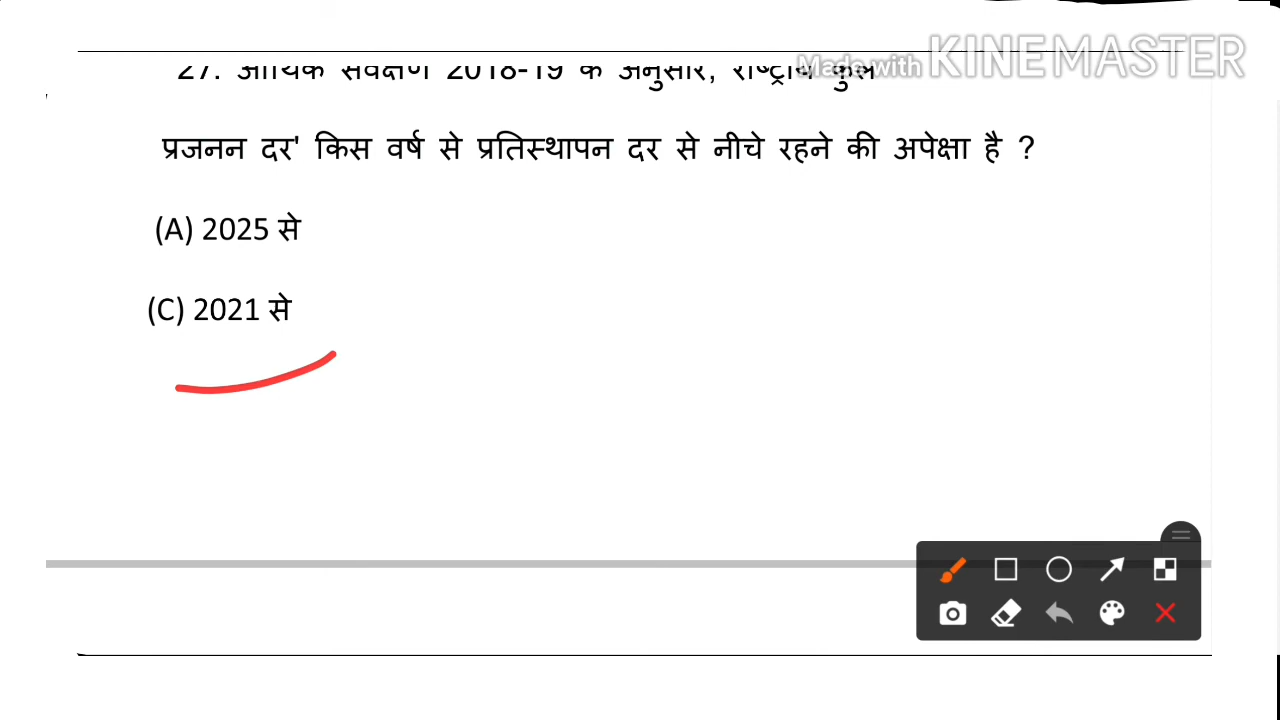 Made with KINEMASTER
27. आर्थिक सर्वेक्षण 2018-19 के अनुसार, राष्ट्रीय कुल
प्रजनन दर' किस वर्ष से प्रतिस्थापन दर से नीचे रहने की अपेक्षा है ?
(A) 2025 से
(C) 2021 से